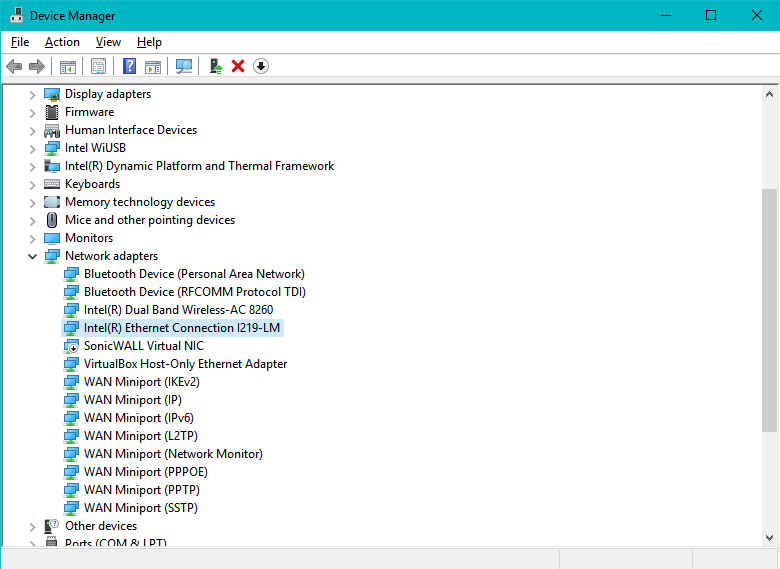 Device Manager
File Action View Help
Display adapters
Firmware
Human Interface Devices
Intel WiUSB
Intel(R) Dynamic Platform and Thermal Framework
Keyboards
Memory technology devices
Mice and other pointing devices
Monitors
Network adapters
Bluetooth Device (Personal Area Network)
Bluetooth Device (RFCOMM Protocol TDI)
Intel(R) Dual Band Wireless-AC 8260
Intel(R) Ethernet Connection I219-LM
SonicWALL Virtual NIC
VirtualBox Host-Only Ethernet Adapter
WAN Miniport (IKEv2)
WAN Miniport (IP)
WAN Miniport (IPv6)
WAN Miniport (L2TP)
WAN Miniport (Network Monitor)
WAN Miniport (PPPOE)
WAN Miniport (PPTP)
WAN Miniport (SSTP)
Other devices
Ports (COM & LPT)